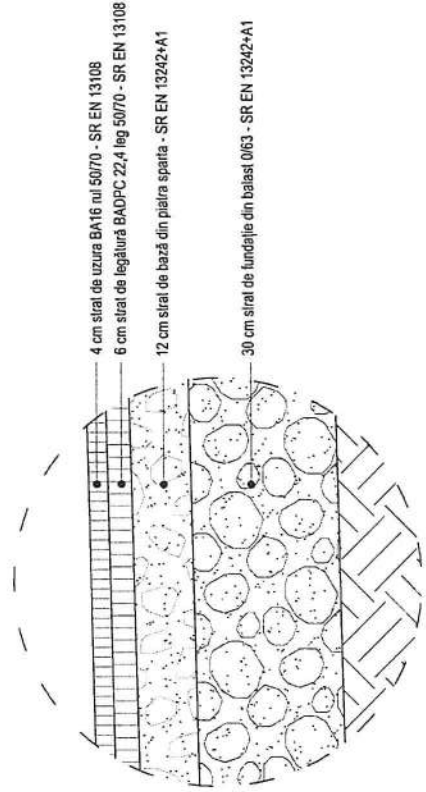 4 cm strat de uzura BA16 rul 50/70 - SR EN 13108
6 cm strat de legătură BADPC 22,4 leg 50/70 - SR EN 13108
12 cm strat de bază din piatra sparta - SR EN 13242+A1
30 cm strat de fundație din balast 0/63 - SR EN 13242+A1